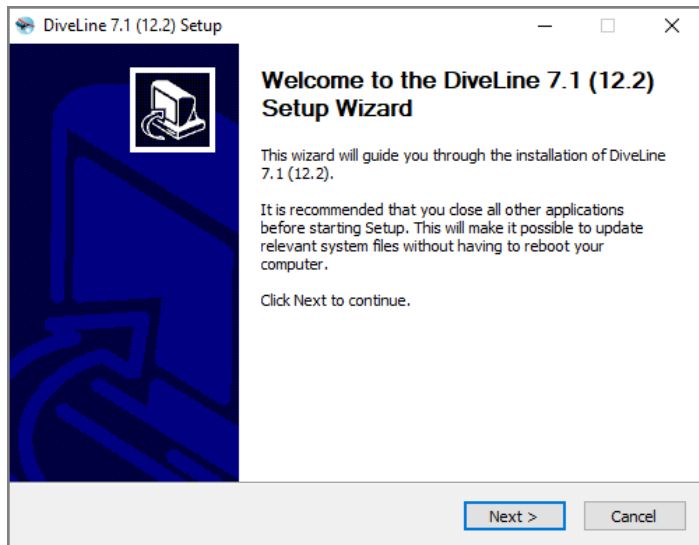 DiveLine 7.1 (12.2) Setup
Welcome to the DiveLine 7.1 (12.2)
Setup Wizard
This wizard will guide you through the installation of DiveLine
7.1 (12.2).
It is recommended that you close all other applications
before starting Setup. This will make it possible to update
relevant system files without having to reboot your
computer.
Click Next to continue.
Next >
Cancel